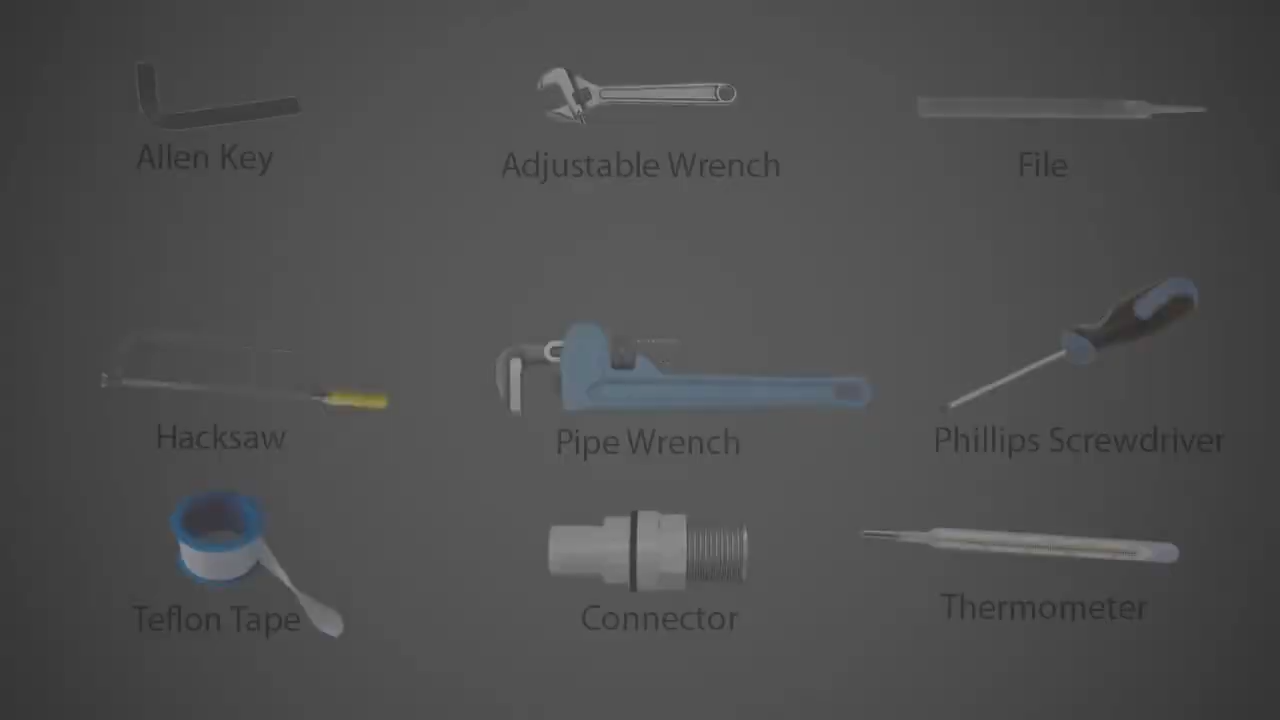 Allen Key
Adjustable Wrench
File
Hacksaw
Pipe Wrench
Phillips Screwdriver
Teflon Tape
Connector
Thermometer